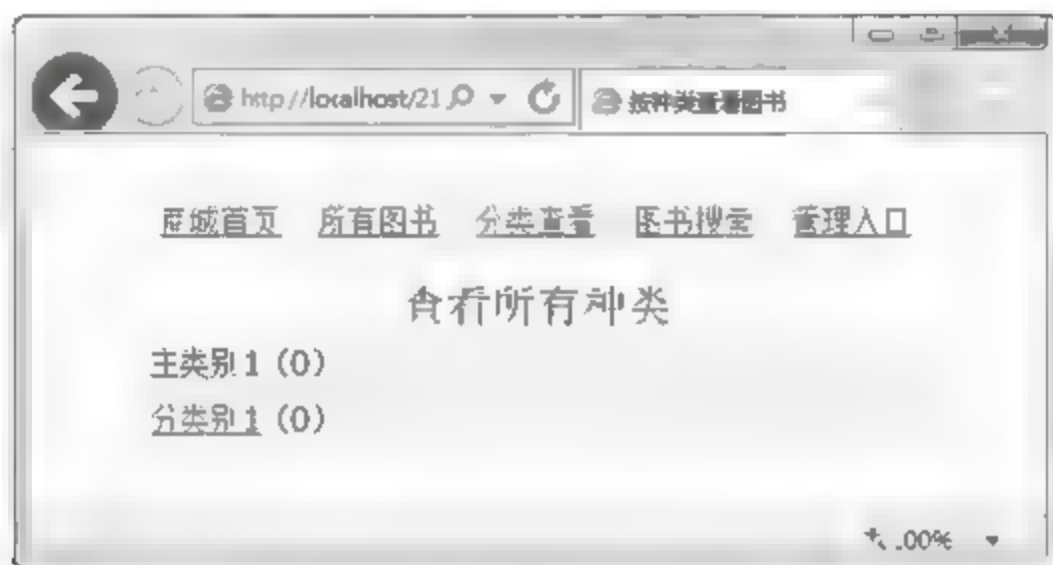 http://localhost/21
按种类查看图书
商城首页 所有图书 分类查看 图书搜索 管理入口
查看所有种类
主类别1 (0)
分类别1 (0)
.00%